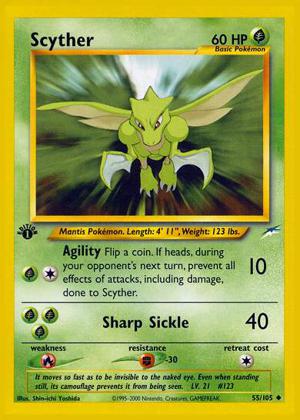 Scyther
60 HP
Basic Pokémon
Mantis Pokémon. Length: 4' 11", Weight: 123 lbs.
EDITION
1
Agility Flip a coin. If heads, during
your opponent's next turn, prevent all
effects of attacks, including damage,
done to Scyther.
10
Sharp Sickle 40
weakness
resistance
-30
retreat cost
It moves so fast as to be invisible to the naked eye. Even when standing
still, its camouflage prevents it from being seen. LV. 21 #123
Illus. Shin-ichi Yoshida
©1995-2000 Nintendo, Creatures, GAMEFREAK.
55/105